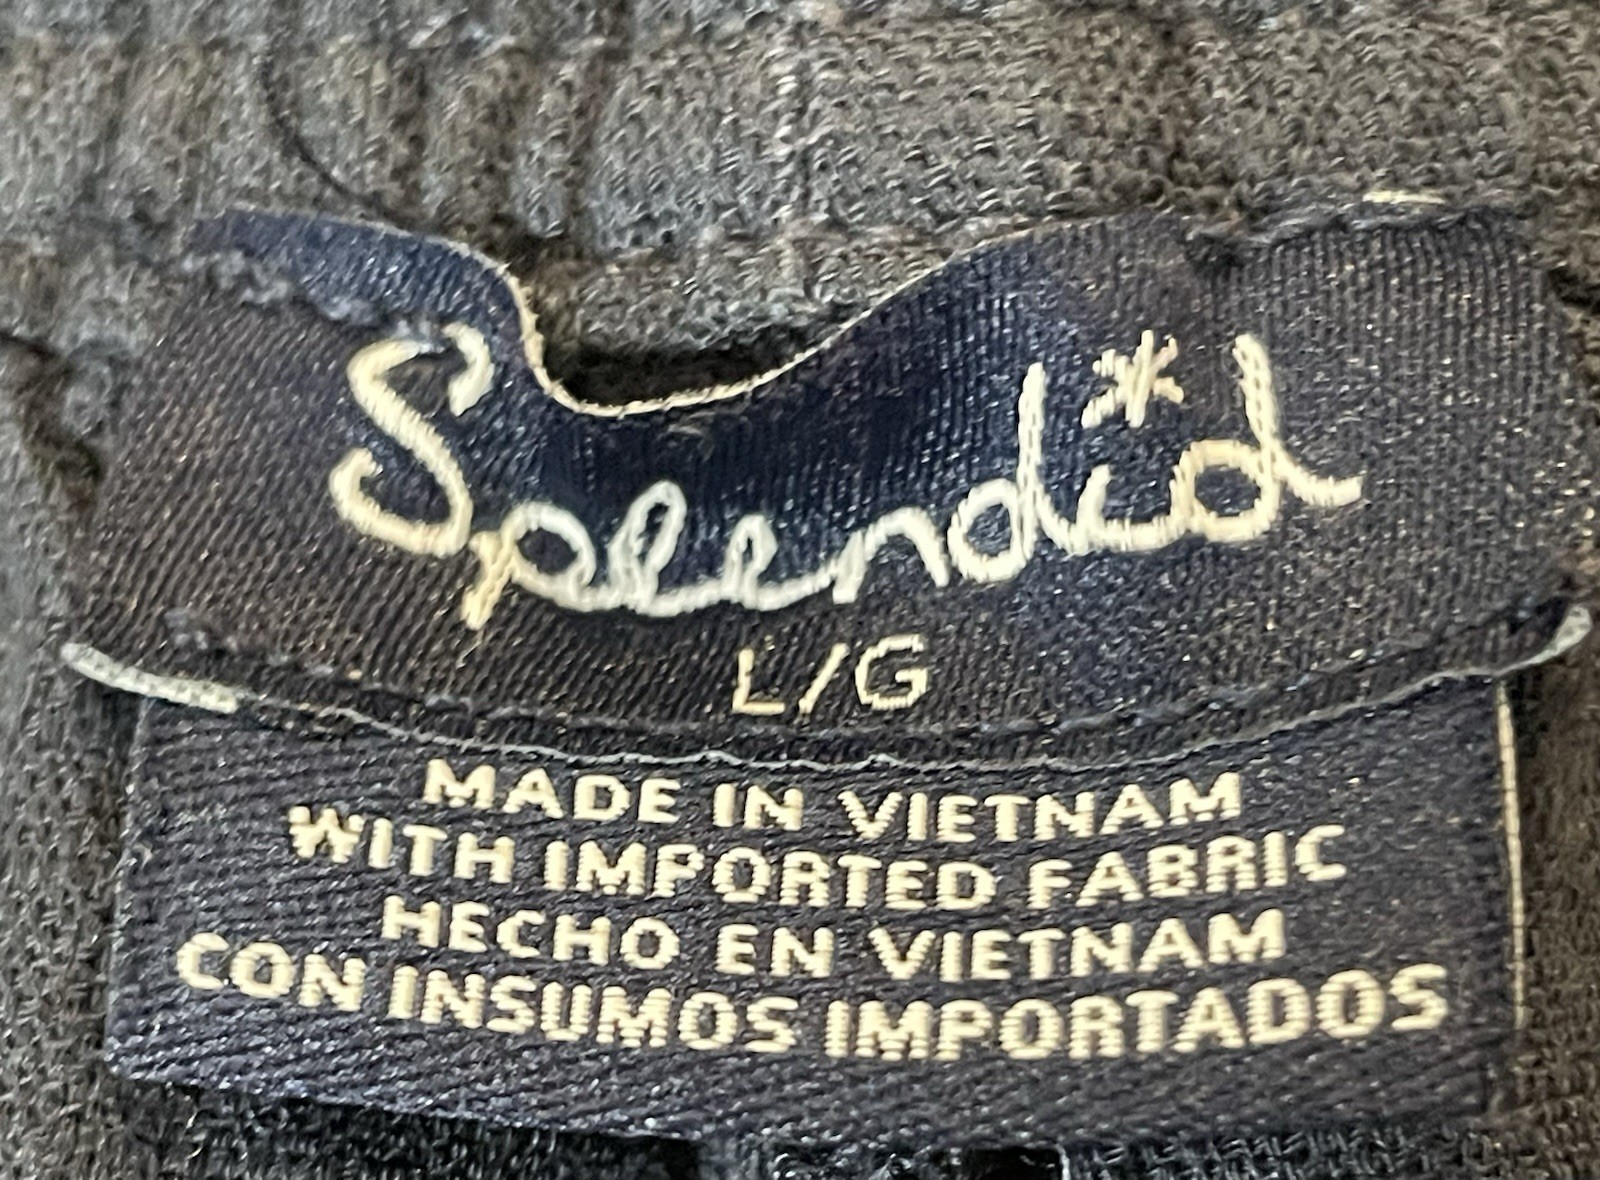 Splendid
L/G
MADE IN VIETNAM
WITH IMPORTED FABRIC
HECHO EN VIETNAM
CON INSUMOS IMPORTADOS